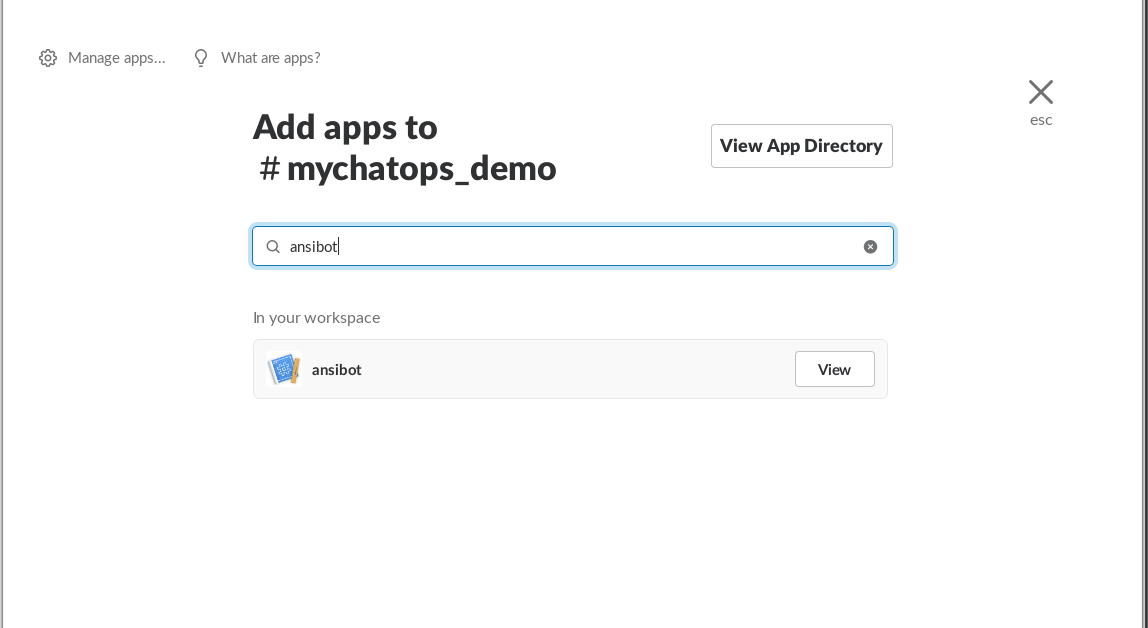 Manage apps... What are apps?
esc
Add apps to
# mychatops_demo
View App Directory
ansibot
In your workspace
ansibot
View